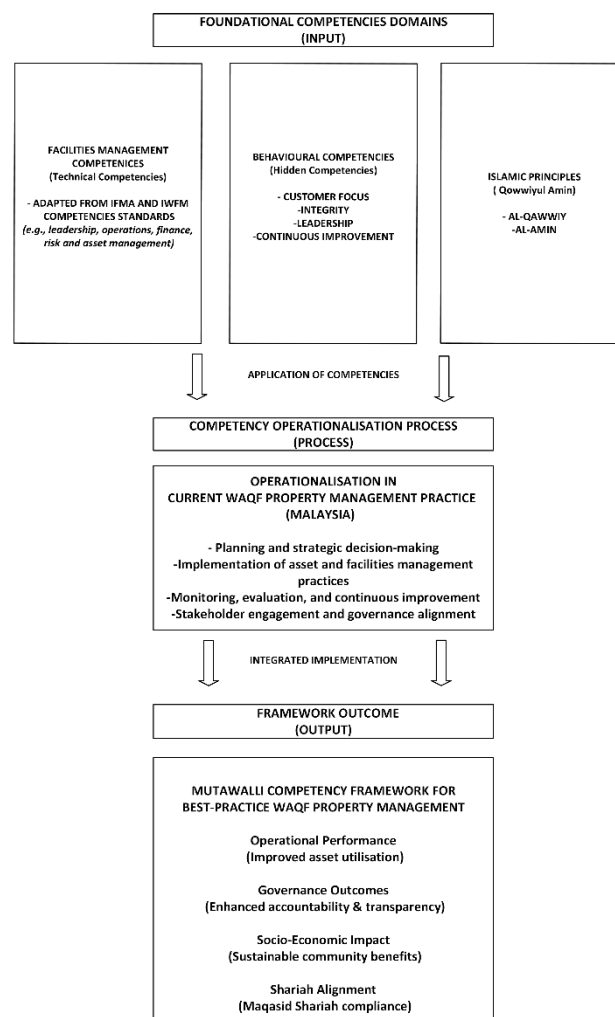 FOUNDATIONAL COMPETENCIES DOMAINS
(INPUT)
FACILITIES MANAGEMENT
COMPETENICES
(Technical Competencies)
- ADAPTED FROM IFMA AND IWFM
COMPETENCIES STANDARDS
(e.g., leadership, operations, finance,
risk and asset management)
BEHAVIOURAL COMPETENCIES
(Hidden Competencies)
- CUSTOMER FOCUS
-INTEGRITY
-LEADERSHIP
-CONTINUOUS IMPROVEMENT
ISLAMIC PRINCIPLES
( Qowwiyul Amin)
- AL-QAWWIY
-AL-AMIN
APPLICATION OF COMPETENCIES
COMPETENCY OPERATIONALISATION PROCESS
(PROCESS)
OPERATIONALISATION IN
CURRENT WAQF PROPERTY MANAGEMENT PRACTICE
(MALAYSIA)
- Planning and strategic decision-making
-Implementation of asset and facilities management
practices
-Monitoring, evaluation, and continuous improvement
-Stakeholder engagement and governance alignment
INTEGRATED IMPLEMENTATION
FRAMEWORK OUTCOME
(OUTPUT)
MUTAWALLI COMPETENCY FRAMEWORK FOR
BEST-PRACTICE WAQF PROPERTY MANAGEMENT
Operational Performance
(Improved asset utilisation)
Governance Outcomes
(Enhanced accountability & transparency)
Socio-Economic Impact
(Sustainable community benefits)
Shariah Alignment
(Maqasid Shariah compliance)